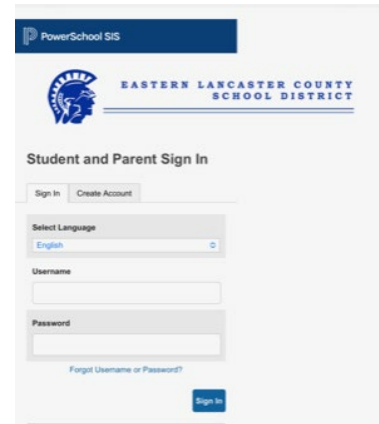 PowerSchool SIS
EASTERN LANCASTER COUNTY
SCHOOL DISTRICT
Student and Parent Sign In
Sign In
Create Account
Select Language
English
Username
Password
Forgot Username or Password?
Sign In